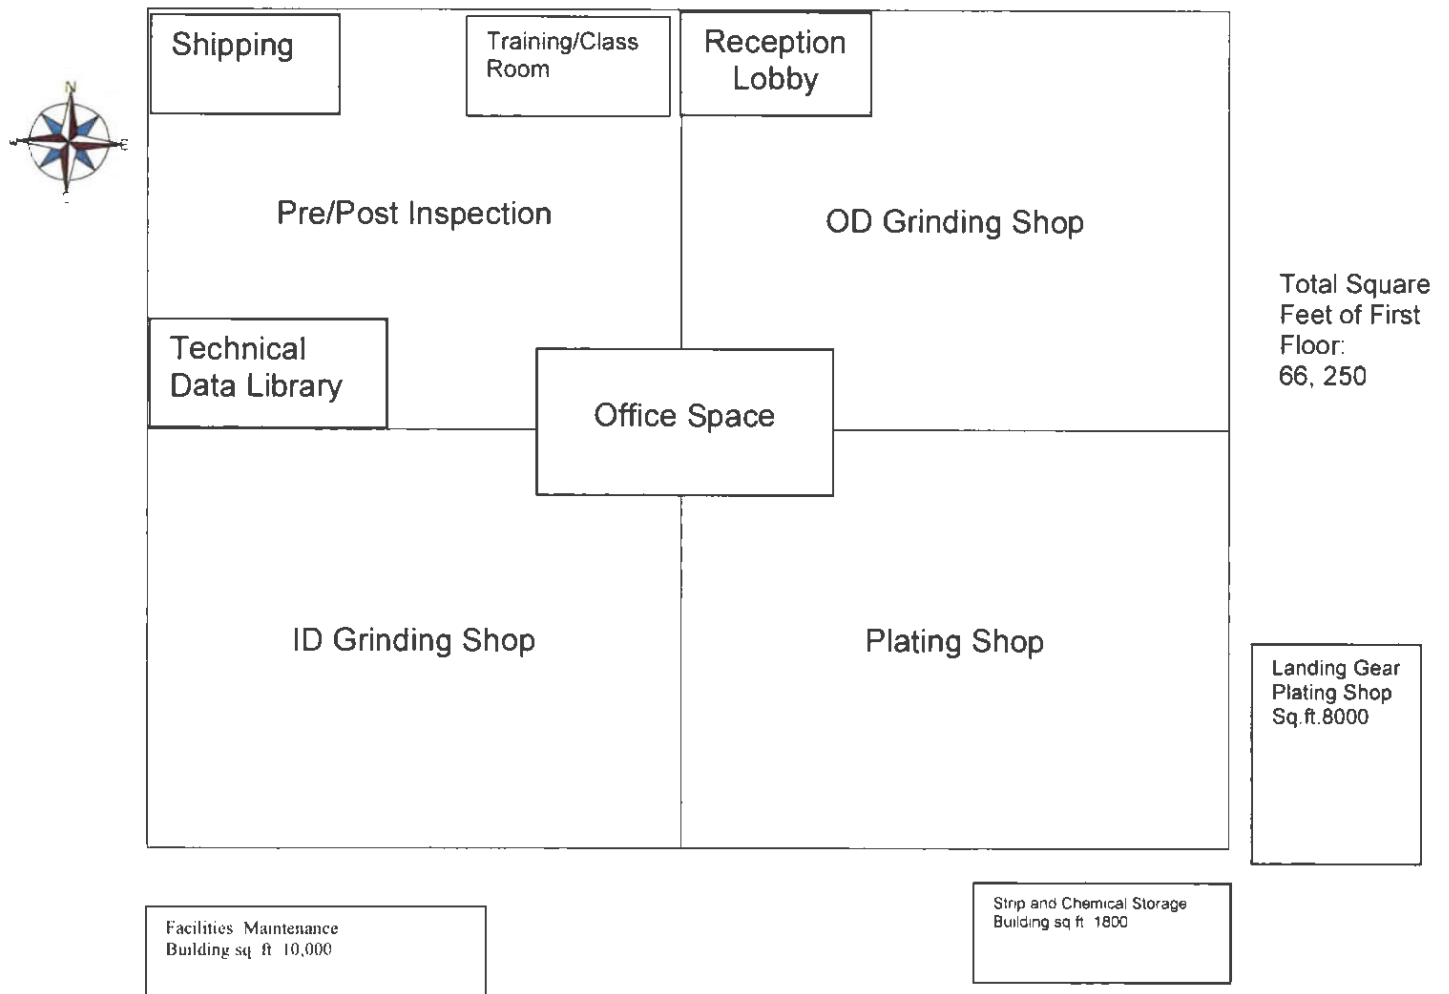 Shipping
Training/Class
Room
Reception
Lobby
N
E
Pre/Post Inspection
OD Grinding Shop
Total Square
Feet of First
Floor:
66, 250
Technical
Data Library
Office Space
ID Grinding Shop
Plating Shop
Landing Gear
Plating Shop
Sq.ft.8000
Strip and Chemical Storage
Building sq ft 1800
Facilities Maintenance
Building sq ft 10,000